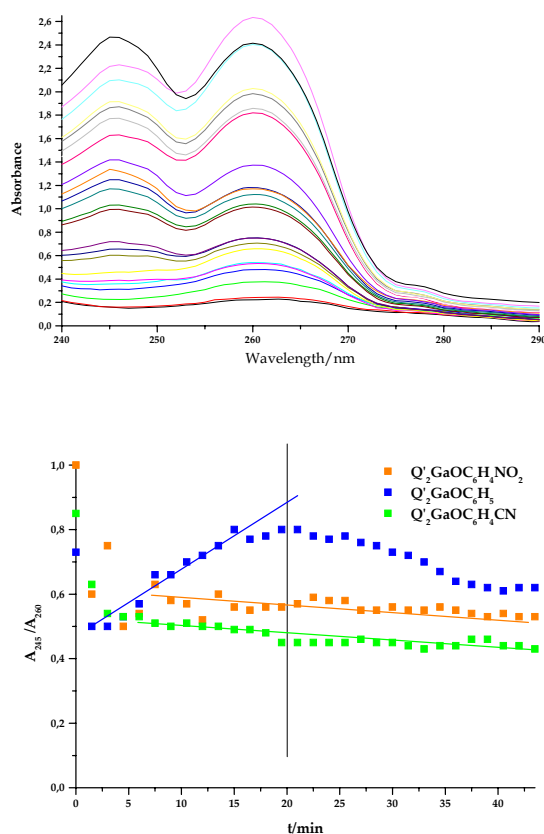 2,6
2,4
2,2
2,0
1,8
1,6
1,4
1,2
1,0
0,8
0,6
0,4
0,2
0,0
Absorbance
240 250 260 270 280 290
Wavelength/nm
1,0
0,8
0,6
0,4
0,2
0,0
A245/A260
Q'2GaOC6H4NO2
Q'2GaOC6H5
Q'2GaOC6H4CN
0 5 10 15 20 25 30 35 40
t/min